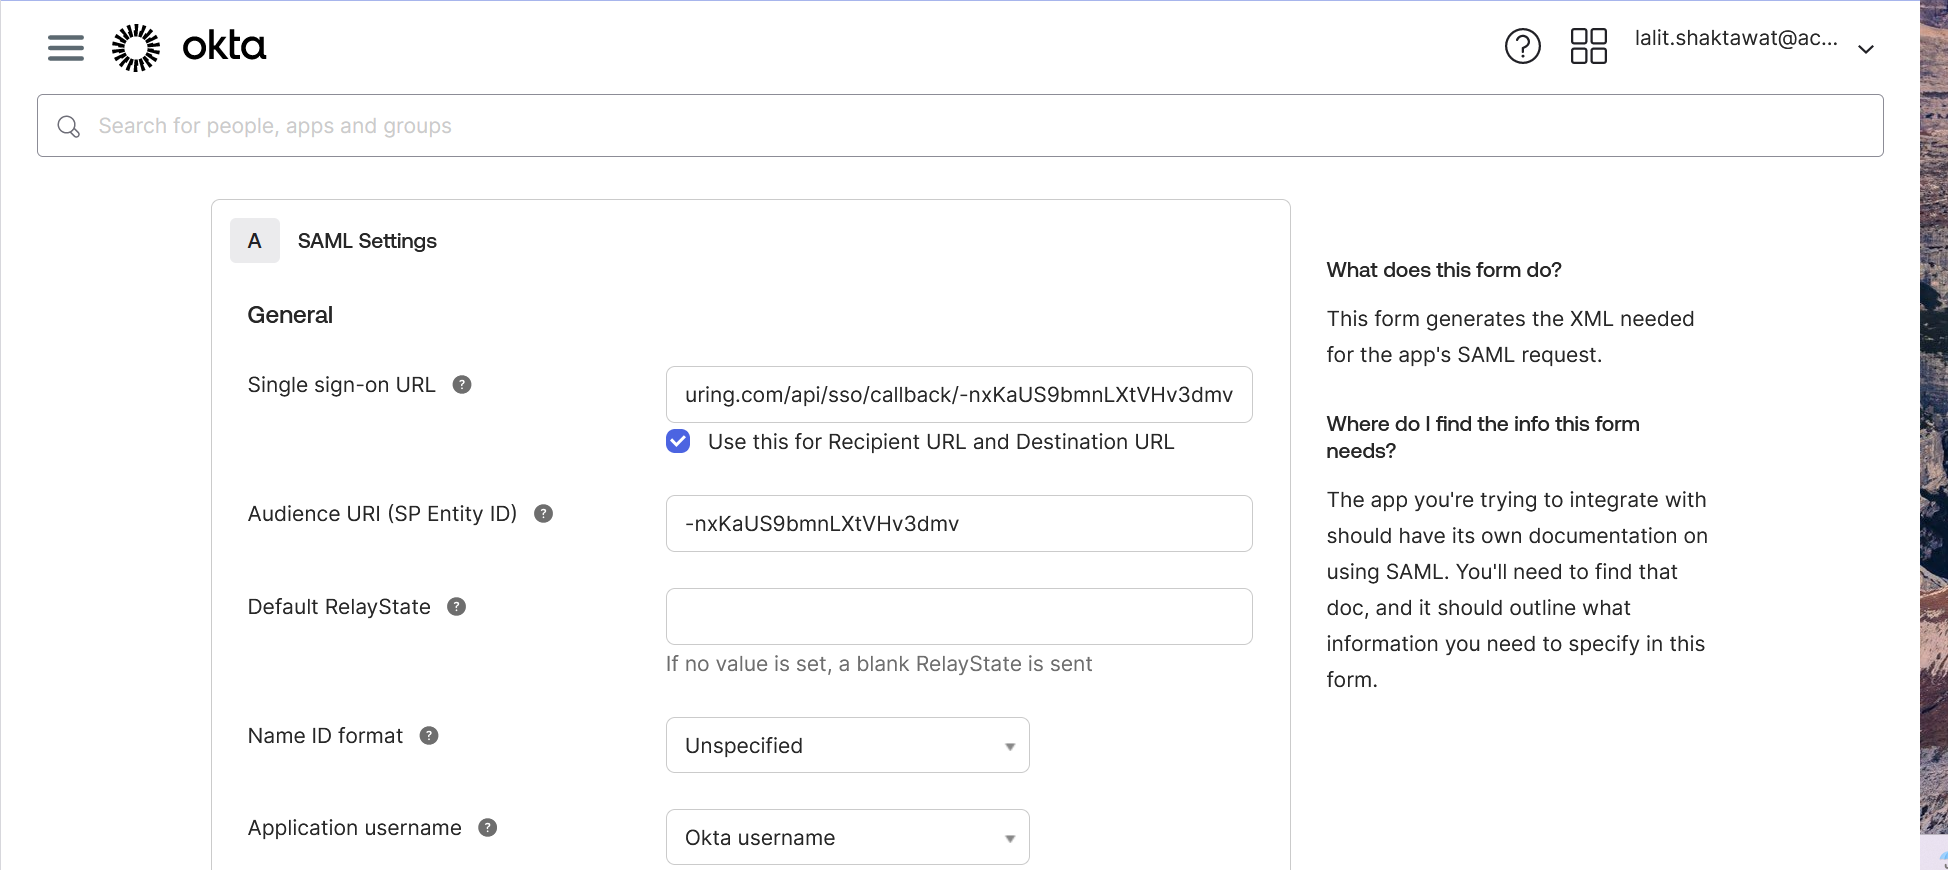 okta
lalit.shaktawat@ac...
Search for people, apps and groups
A SAML Settings
General
Single sign-on URL ?
uring.com/api/sso/callback/-nxKaUS9bmnLXtVHv3dmv
Use this for Recipient URL and Destination URL
Audience URI (SP Entity ID) ?
-nxKaUS9bmnLXtVHv3dmv
Default RelayState ?
If no value is set, a blank RelayState is sent
Name ID format ?
Unspecified
Application username ?
Okta username
What does this form do?
This form generates the XML needed
for the app's SAML request.
Where do I find the info this form
needs?
The app you're trying to integrate with
should have its own documentation on
using SAML. You'll need to find that
doc, and it should outline what
information you need to specify in this
form.